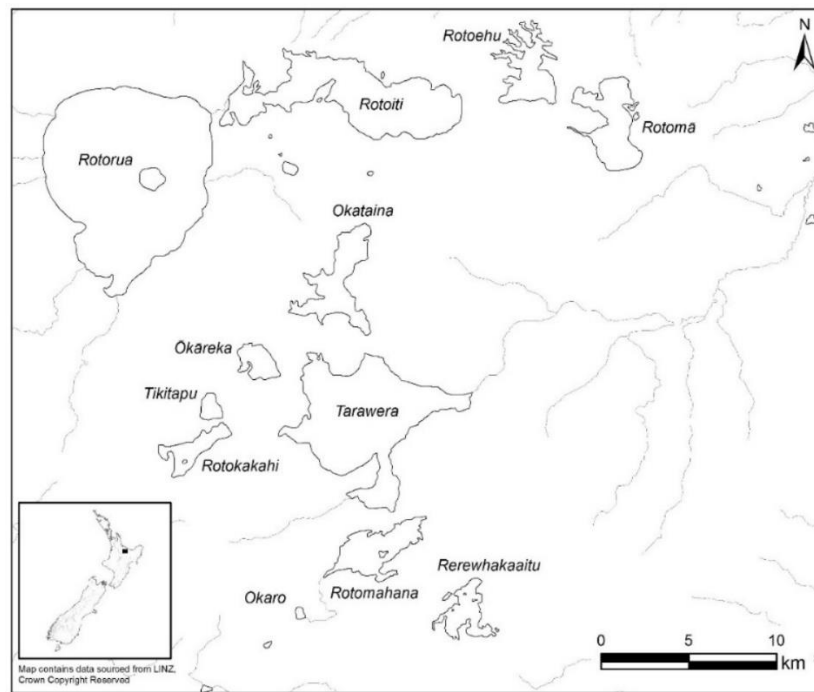 Rotoehu
N
Rotoiti
Rotomā
Rotorua
Okataina
Ōkāreka
Tikitapu
Tarawera
Rotokakahi
Rerewhakaaitu
Rotomahana
Okaro
0 5 10
km
Map contains data sourced from LINZ,
Crown Copyright Reserved